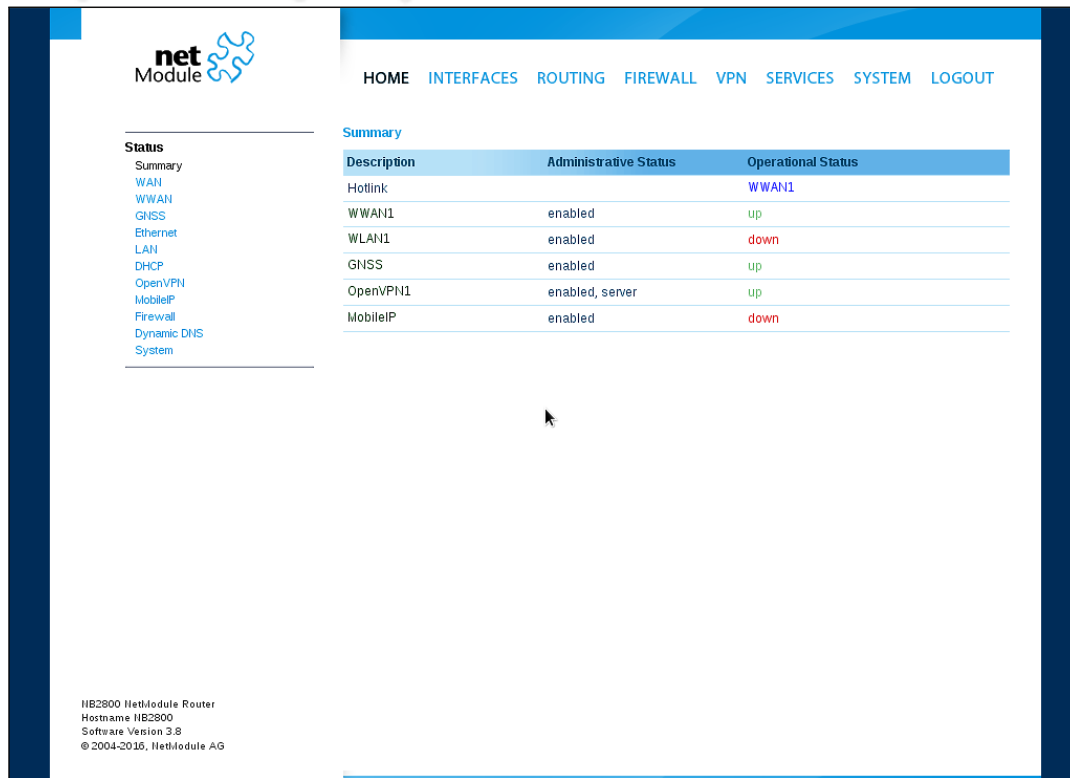 net
Module
HOME INTERFACES ROUTING FIREWALL VPN SERVICES SYSTEM LOGOUT
Status
Summary
WAN
WWAN
GNSS
Ethernet
LAN
DHCP
OpenVPN
MobileIP
Firewall
Dynamic DNS
System
Summary
Description Administrative Status Operational Status
Hotlink WWAN1
WWAN1 enabled up
WLAN1 enabled down
GNSS enabled up
OpenVPN1 enabled, server up
MobileIP enabled down
NB2800 NetModule Router
Hostname NB2800
Software Version 3.8
© 2004-2016, NetModule AG